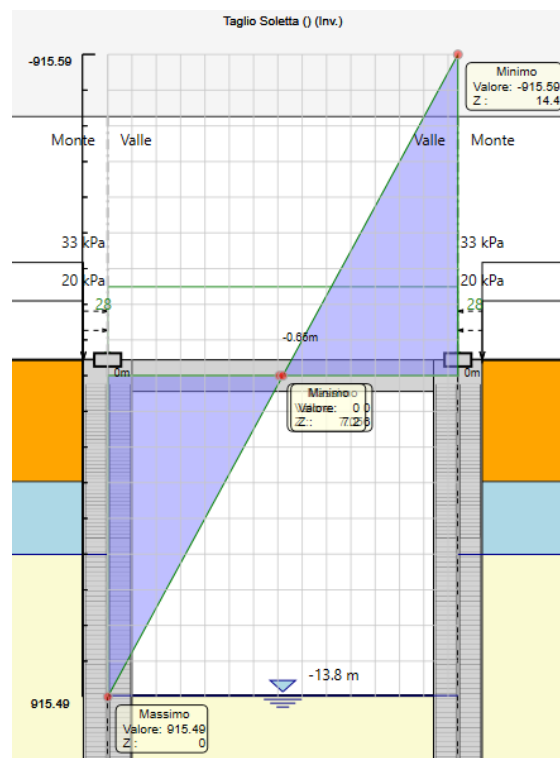 Taglio Soletta () (Inv.)
-915.59
Minimo
Valore: -915.59
Z : 14.4
Monte Valle
Valle Monte
33 kPa
33 kPa
20 kPa
20 kPa
28
28
-0.66m
0m
0m
Minimo
Valore: 0
Z :
-13.8 m
915.49
Massimo
Valore: 915.49
Z : 0